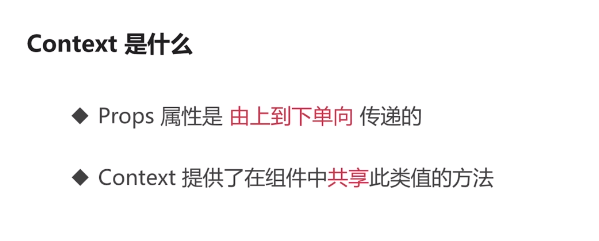 Context 是什么
◆ Props 属性是 由上到下单向 传递的
◆ Context 提供了在组件中共享此类值的方法